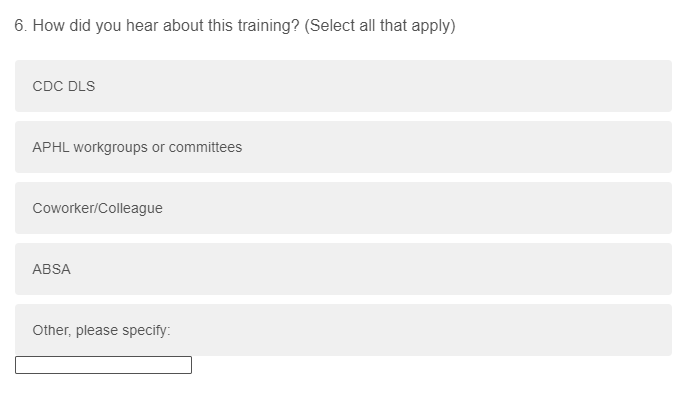 6. How did you hear about this training? (Select all that apply)
CDC DLS
APHL workgroups or committees
Coworker/Colleague
ABSA
Other, please specify: